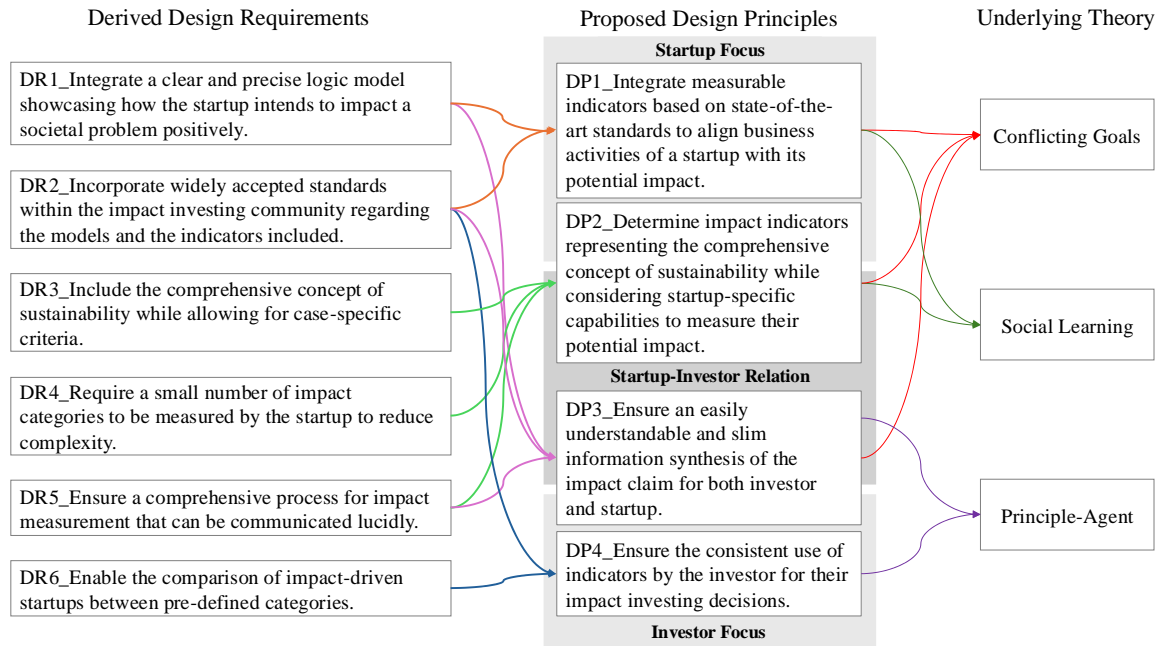 Derived Design Requirements
DR1_Integrate a clear and precise logic model
showcasing how the startup intends to impact a
societal problem positively.
DR2_Incorporate widely accepted standards
within the impact investing community regarding
the models and the indicators included.
DR3_Include the comprehensive concept of
sustainability while allowing for case-specific
criteria.
DR4_Require a small number of impact
categories to be measured by the startup to reduce
complexity.
DR5_Ensure a comprehensive process for impact
measurement that can be communicated lucidly.
DR6_Enable the comparison of impact-driven
startups between pre-defined categories.
Proposed Design Principles
Startup Focus
DP1_Integrate measurable
indicators based on state-of-the-
art standards to align business
activities of a startup with its
potential impact.
DP2_Determine impact indicators
representing the comprehensive
concept of sustainability while
considering startup-specific
capabilities to measure their
potential impact.
Startup-Investor Relation
DP3_Ensure an easily
understandable and slim
information synthesis of the
impact claim for both investor
and startup.
DP4_Ensure the consistent use of
indicators by the investor for their
impact investing decisions.
Investor Focus
Underlying Theory
Conflicting Goals
Social Learning
Principle-Agent